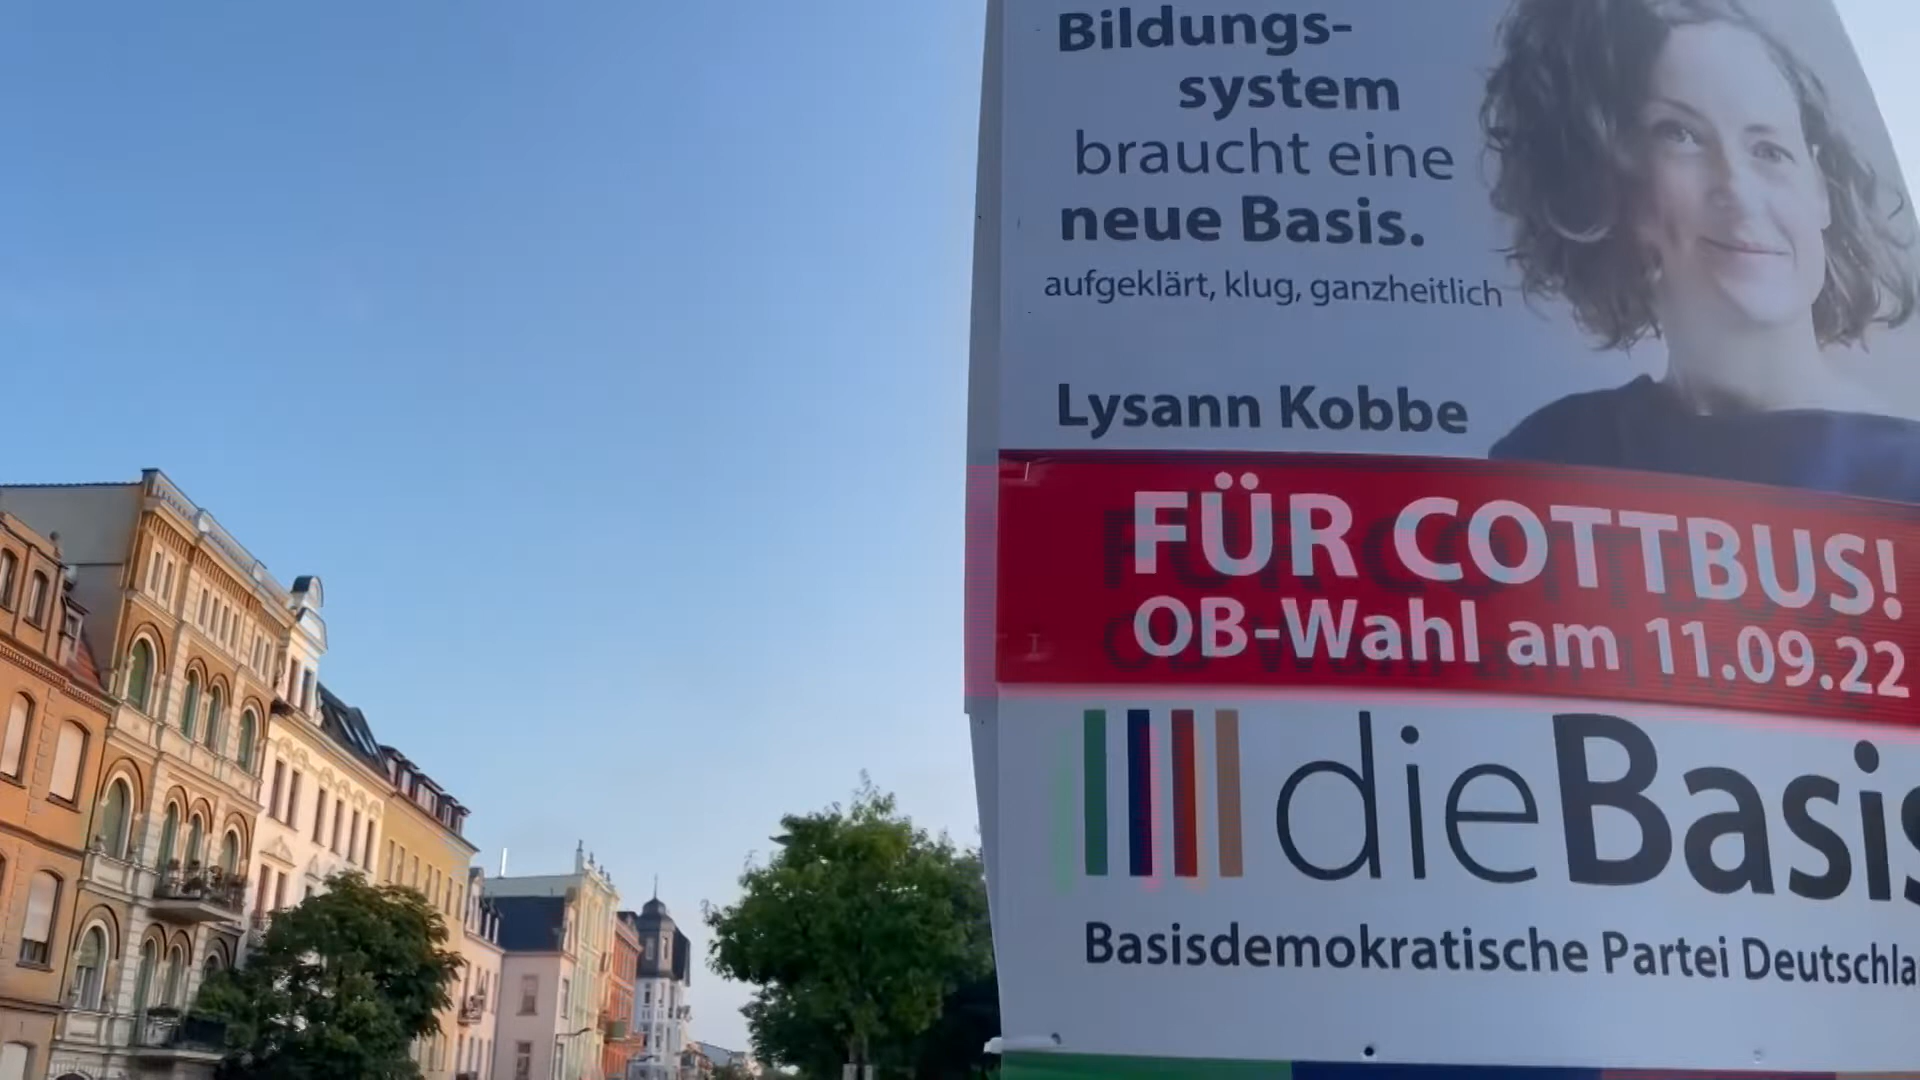 Bildungs-
system
braucht eine
neue Basis.
aufgeklärt, klug, ganzheitlich
Lysann Kobbe
FÜR COTTBUS!
OB-Wahl am 11.09.22
dieBasis
Basisdemokratische Partei Deutschla